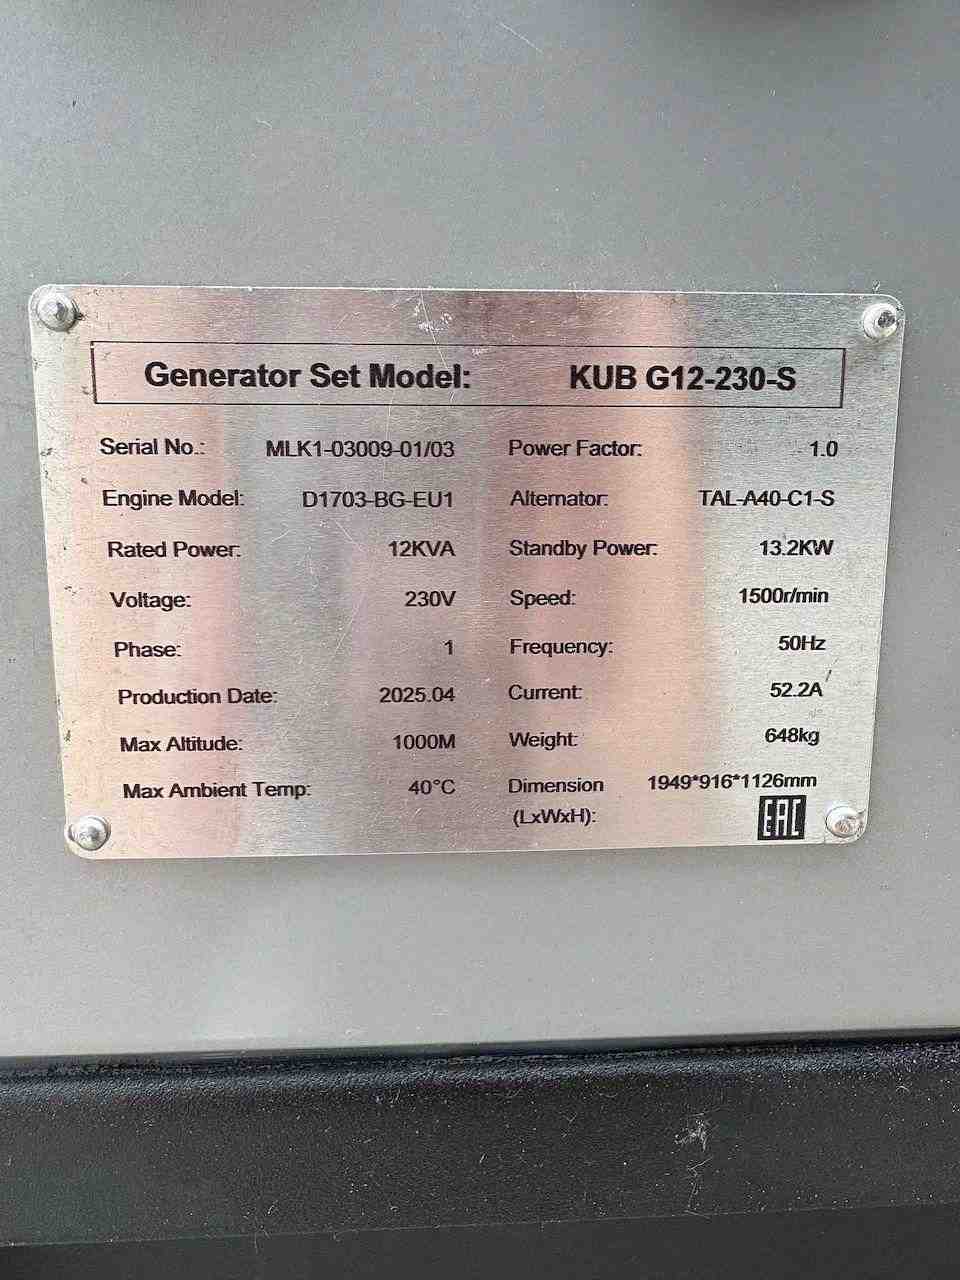 Generator Set Model: KUB G12-230-S
Serial No.: MLK1-03009-01/03 Power Factor: 1.0
Engine Model: D1703-BG-EU1 Alternator: TAL-A40-C1-S
Rated Power: 12KVA Standby Power: 13.2KW
Voltage: 230V Speed: 1500r/min
Phase: 1 Frequency: 50Hz
Production Date: 2025.04 Current: 52.2A
Max Altitude: 1000M Weight: 648kg
Max Ambient Temp: 40°C Dimension 1949*916*1126mm
(LxWxH):
EAC